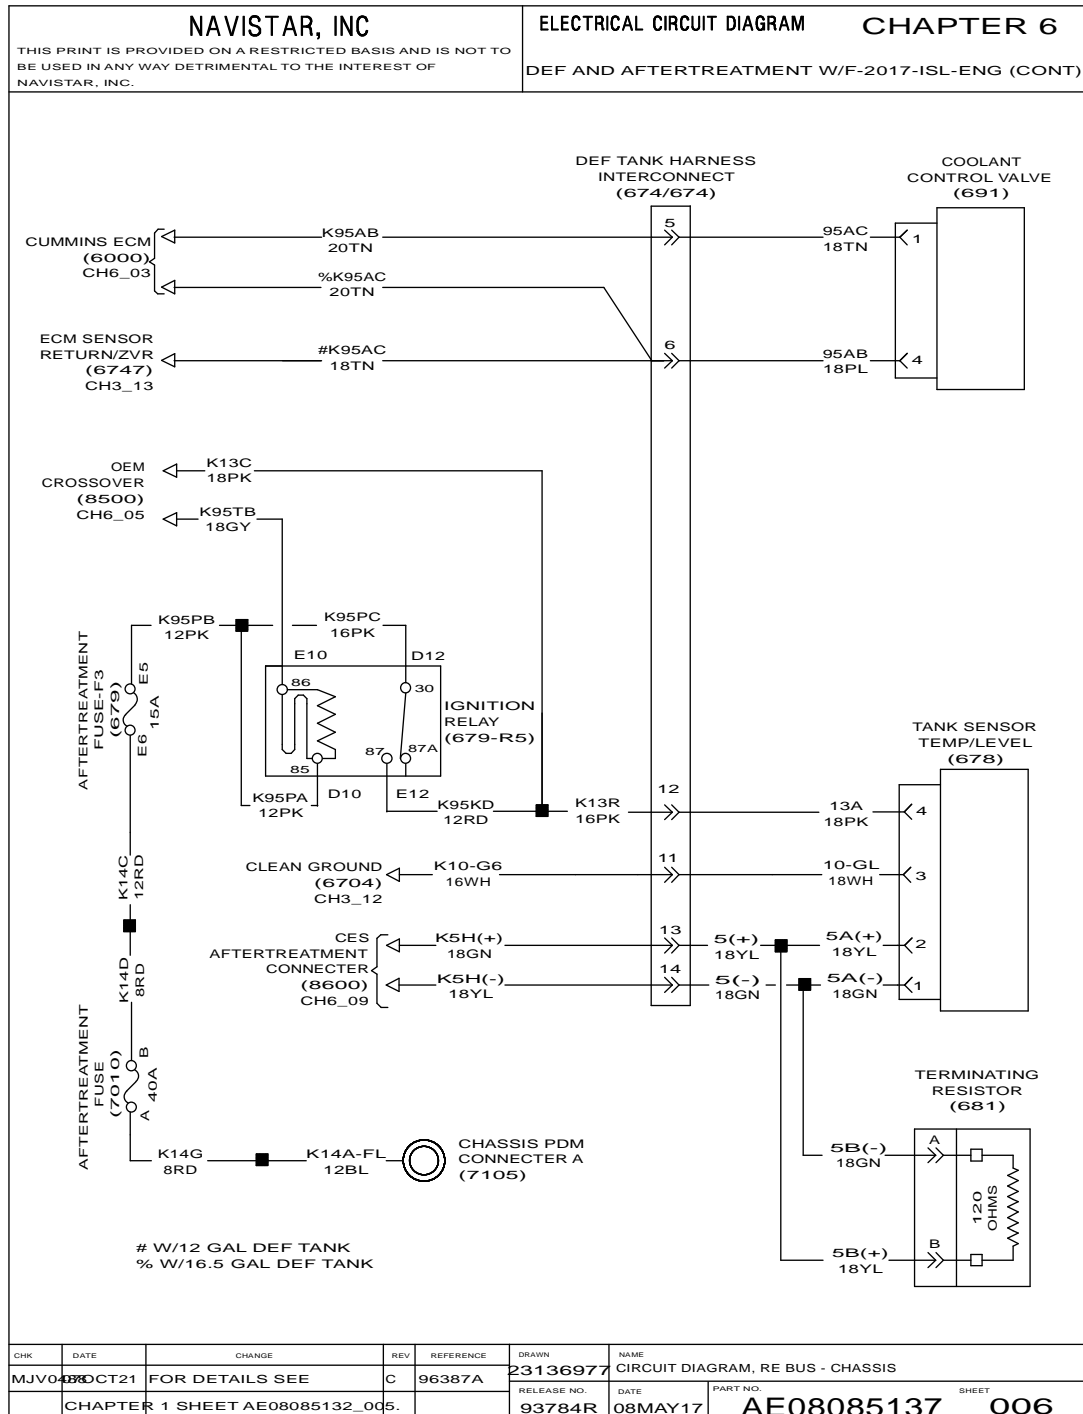 NAVISTAR, INC
THIS PRINT IS PROVIDED ON A RESTRICTED BASIS AND IS NOT TO
BE USED IN ANY WAY DETRIMENTAL TO THE INTEREST OF
NAVISTAR, INC.
ELECTRICAL CIRCUIT DIAGRAM CHAPTER 6
DEF AND AFTERTREATMENT W/F-2017-ISL-ENG (CONT)
DEF TANK HARNESS
INTERCONNECT
(674/674)
COOLANT
CONTROL VALVE
(691)
CUMMINS ECM
(6000)
CH6_03
K95AB
20TN
5
95AC
18TN
1
%K95AC
20TN
ECM SENSOR
RETURN/ZVR
(6747)
CH3_13
#K95AC
18TN
6
95AB
18PL
4
OEM
CROSSOVER
(8500)
CH6_05
K13C
18PK
K95TB
18GY
K95PB
12PK
K95PC
16PK
E10
D12
86
30
IGNITION
RELAY
(679-R5)
87
87A
85
D10
E12
K95PA
12PK
AFTERTREATMENT
FUSE-F3
(679)
E5
15A
E6
K95KD
12RD
K13R
16PK
12
13A
18PK
4
TANK SENSOR
TEMP/LEVEL
(678)
CLEAN GROUND
(6704)
CH3_12
K10-G6
16WH
11
10-GL
18WH
3
CES
AFTERTREATMENT
CONNECTER
(8600)
CH6_09
K5H(+)
18GN
13
5(+)
18YL
5A(+)
18YL
2
K5H(-)
18YL
14
5(-)
18GN
5A(-)
18GN
1
K14C
12RD
K14D
8RD
AFTERTREATMENT
FUSE
(7010)
B
40A
A
K14G
8RD
K14A-FL
12BL
CHASSIS PDM
CONNECTER A
(7105)
TERMINATING
RESISTOR
(681)
5B(-)
18GN
A
120
OHMS
5B(+)
18YL
B
# W/12 GAL DEF TANK
% W/16.5 GAL DEF TANK
CHK DATE CHANGE REV REFERENCE
FOR DETAILS SEE C 96387A
CHAPTER 1 SHEET AE08085132_005.
DRAWN NAME
23136977 CIRCUIT DIAGRAM, RE BUS - CHASSIS
RELEASE NO. DATE PART NO. SHEET
93784R 08MAY17 AE08085137 006